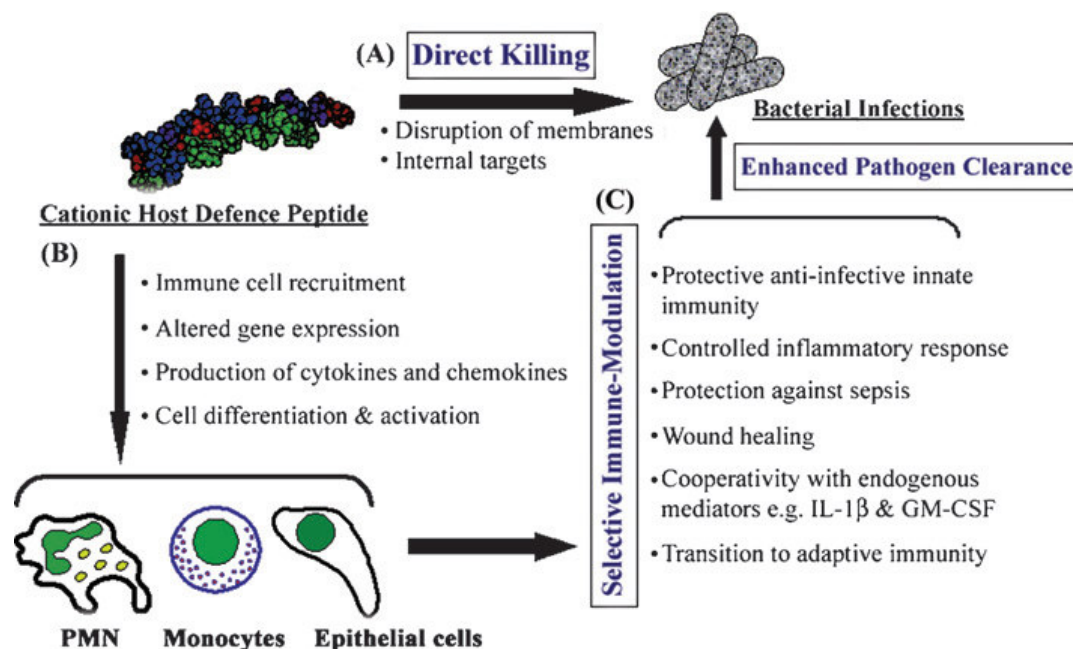 (A) Direct Killing
• Disruption of membranes
• Internal targets
Bacterial Infections
Enhanced Pathogen Clearance
Cationic Host Defence Peptide
(B)
• Immune cell recruitment
• Altered gene expression
• Production of cytokines and chemokines
• Cell differentiation & activation
PMN Monocytes Epithelial cells
(C)
Selective Immune-Modulation
• Protective anti-infective innate
immunity
• Controlled inflammatory response
• Protection against sepsis
• Wound healing
• Cooperativity with endogenous
mediators e.g. IL-1β & GM-CSF
• Transition to adaptive immunity